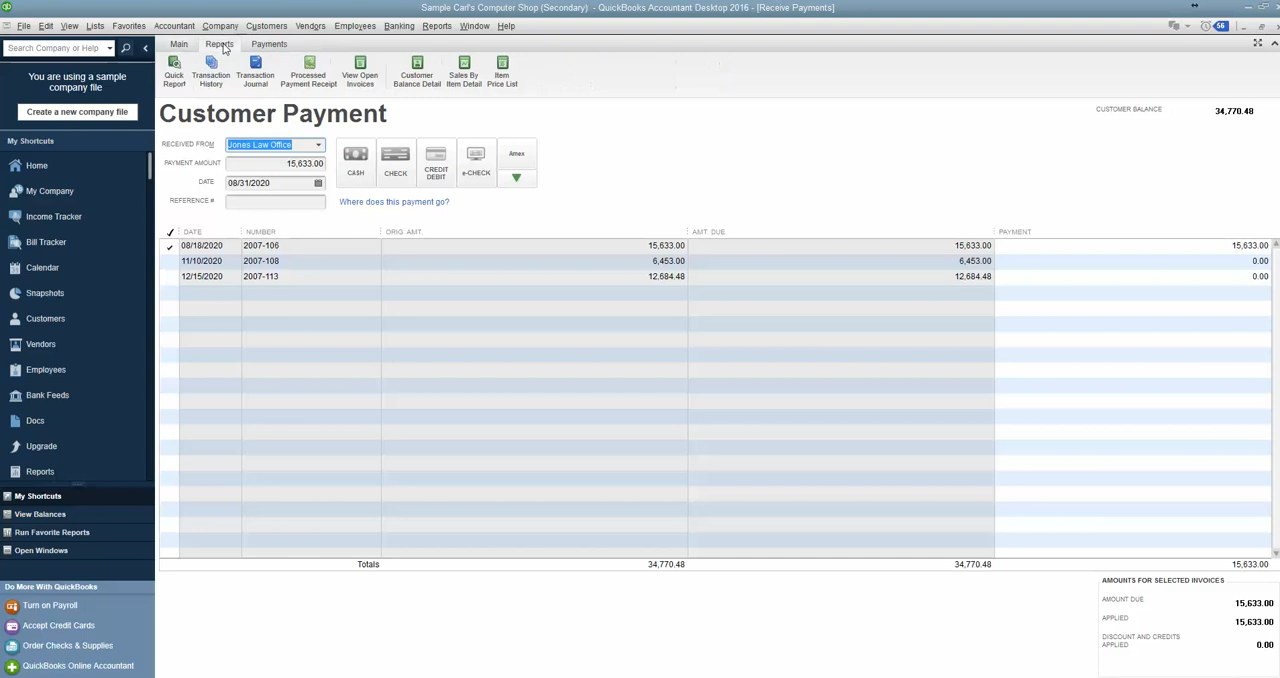 Sample Carl's Computer Shop (Secondary) - QuickBooks Accountant Desktop 2016 - [Receive Payments]
File Edit View Lists Favorites Accountant Company Customers Vendors Employees Banking Reports Window Help
56
Search Company or Help
Main Reports Payments
You are using a sample
company file
Create a new company file
Quick
Report
Transaction
History
Transaction
Journal
Processed
Payment Receipt
View Open
Invoices
Customer
Balance Detail
Sales By
Item Detail
Item
Price List
Customer Payment
CUSTOMER BALANCE 34,770.48
My Shortcuts
Home
My Company
Income Tracker
Bill Tracker
Calendar
Snapshots
Customers
Vendors
Employees
Bank Feeds
Docs
Upgrade
Reports
My Shortcuts
View Balances
Run Favorite Reports
Open Windows
Do More With QuickBooks
Turn on Payroll
Accept Credit Cards
Order Checks & Supplies
QuickBooks Online Accountant
RECEIVED FROM Jones Law Office
PAYMENT AMOUNT 15,633.00
DATE 08/31/2020
REFERENCE #
CASH
CHECK
CREDIT
DEBIT
e-CHECK
Amex
Where does this payment go?
DATE NUMBER ORIG. AMT. AMT. DUE PAYMENT
08/18/2020 2007-106 15,633.00 15,633.00 15,633.00
11/10/2020 2007-108 6,453.00 6,453.00 0.00
12/15/2020 2007-113 12,684.48 12,684.48 0.00
Totals 34,770.48 34,770.48 15,633.00
AMOUNTS FOR SELECTED INVOICES
AMOUNT DUE 15,633.00
APPLIED 15,633.00
DISCOUNT AND CREDITS
APPLIED 0.00